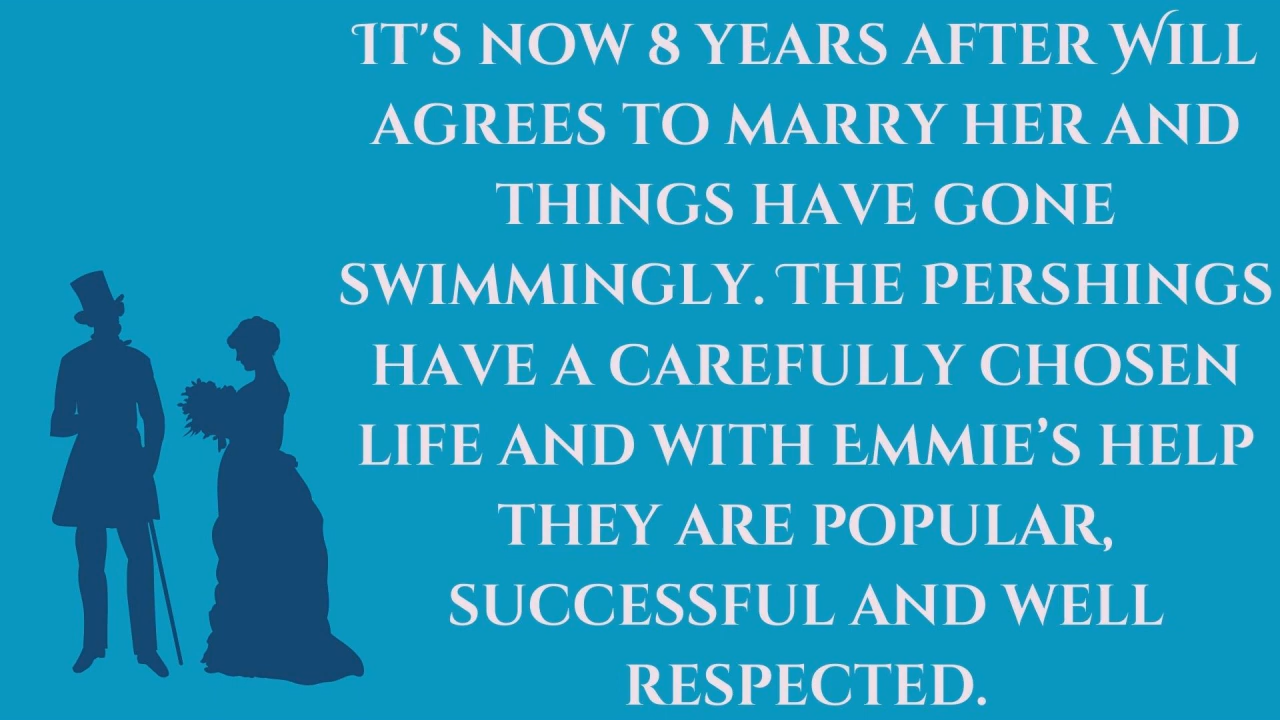 It's now 8 years after Will
agrees to marry her and
things have gone
swimmingly. The Pershings
have a carefully chosen
life and with Emmie’s help
they are popular,
successful and well
respected.